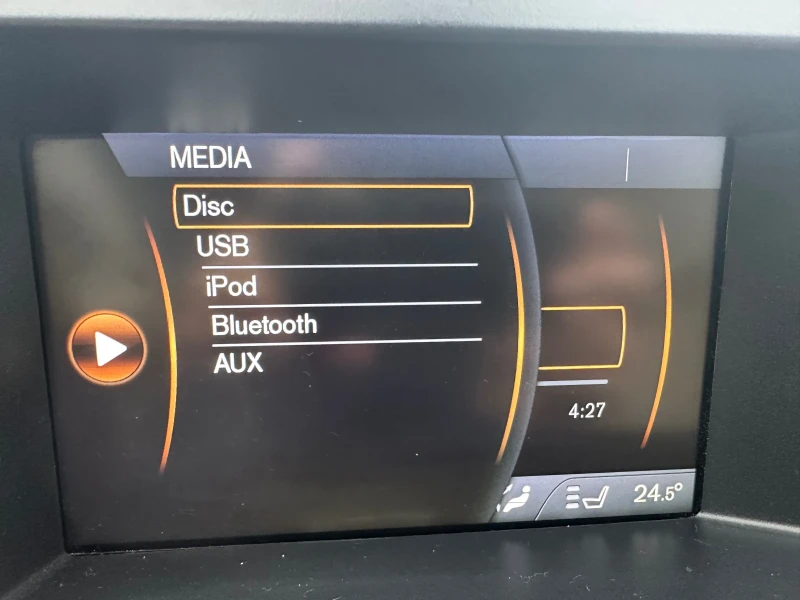 MEDIA
Disc
USB
iPod
Bluetooth
AUX
4:27
24.5°